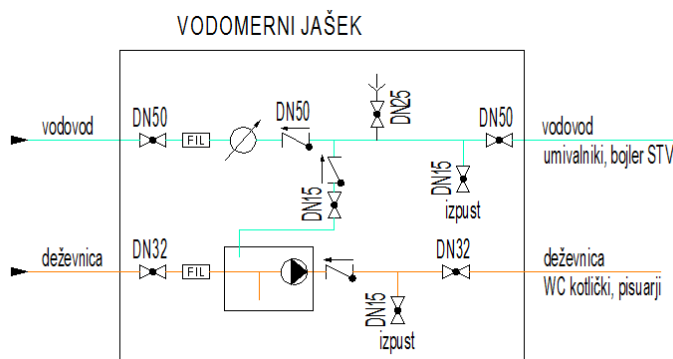 VODOMERNI JAŠEK
vodovod
DN50
FIL
DN50
DN25
DN50
vodovod
umivalniki, bojler STV
DN15
DN15
izpust
deževnica
DN32
FIL
DN32
deževnica
WC kotlički, pisuarji
DN15
izpust